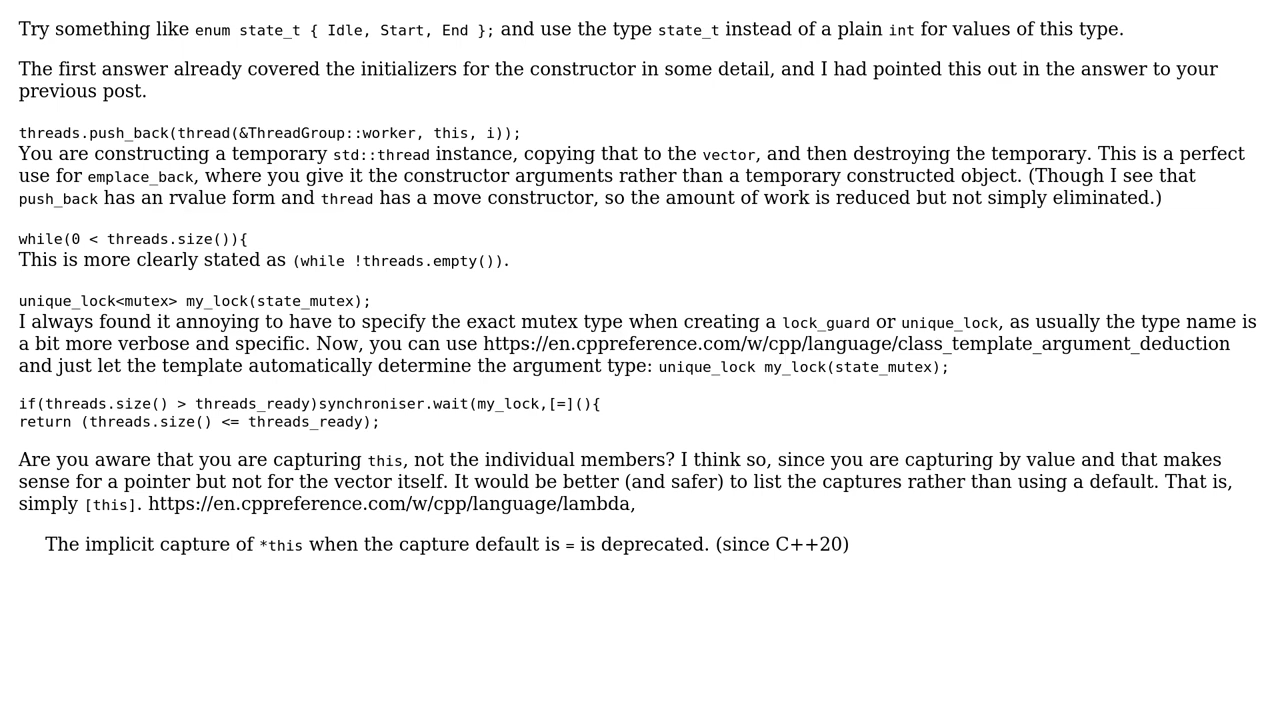 Try something like enum state_t { Idle, Start, End }; and use the type state_t instead of a plain int for values of this type.
The first answer already covered the initializers for the constructor in some detail, and I had pointed this out in the answer to your
previous post.
threads.push_back(thread(&ThreadGroup::worker, this, i));
You are constructing a temporary std::thread instance, copying that to the vector, and then destroying the temporary. This is a perfect
use for emplace_back, where you give it the constructor arguments rather than a temporary constructed object. (Though I see that
push_back has an rvalue form and thread has a move constructor, so the amount of work is reduced but not simply eliminated.)
while(0 < threads.size()){
This is more clearly stated as (while !threads.empty()).
unique_lock<mutex> my_lock(state_mutex);
I always found it annoying to have to specify the exact mutex type when creating a lock_guard or unique_lock, as usually the type name is
a bit more verbose and specific. Now, you can use https://en.cppreference.com/w/cpp/language/class_template_argument_deduction
and just let the template automatically determine the argument type: unique_lock my_lock(state_mutex);
if(threads.size() > threads_ready)synchroniser.wait(my_lock,[=](){
return (threads.size() <= threads_ready);
Are you aware that you are capturing this, not the individual members? I think so, since you are capturing by value and that makes
sense for a pointer but not for the vector itself. It would be better (and safer) to list the captures rather than using a default. That is,
simply [this]. https://en.cppreference.com/w/cpp/language/lambda,
The implicit capture of *this when the capture default is = is deprecated. (since C++20)